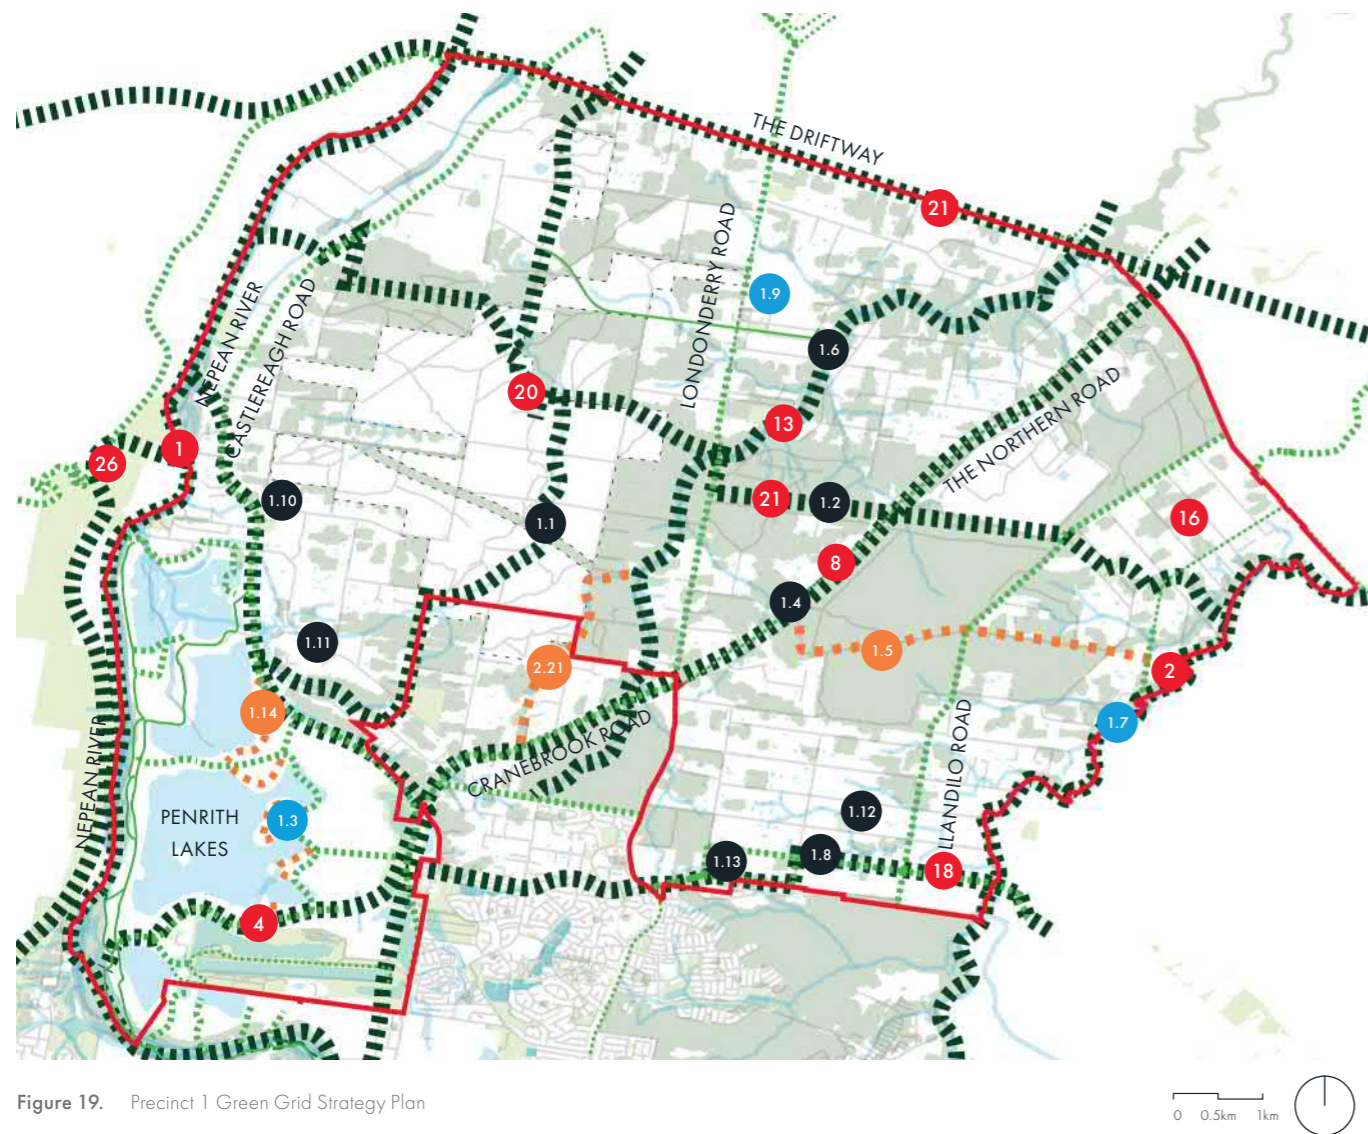 THE DRIFTWAY
21
LONDONDERRY ROAD
1.9
NEPEAN RIVER
CASTLEREAGH ROAD
1.6
20
13
THE NORTHERN ROAD
1
26
1.10
1.1
21
1.2
16
8
1.4
1.11
1.5
2.21
2
1.14
1.7
CRANEBROOK ROAD
LLANDILO ROAD
NEPEAN RIVER
PENRITH
LAKES
1.3
1.12
1.13
1.8
18
4
Figure 19. Precinct 1 Green Grid Strategy Plan
0 0.5km 1km